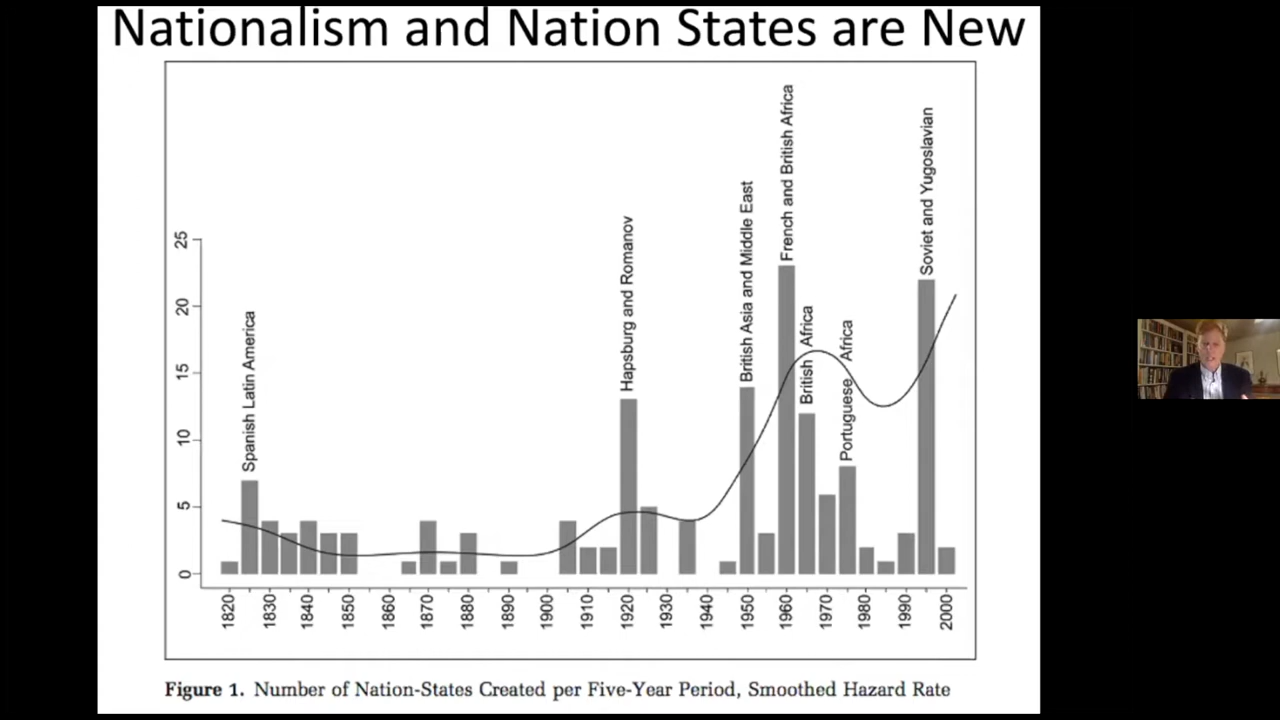 Nationalism and Nation States are New
25
20
15
10
5
0
Spanish Latin America
Hapsburg and Romanov
British Asia and Middle East
French and British Africa
British Africa
Portuguese Africa
Soviet and Yugoslavian
1820
1830
1840
1850
1860
1870
1880
1890
1900
1910
1920
1930
1940
1950
1960
1970
1980
1990
2000
Figure 1. Number of Nation-States Created per Five-Year Period, Smoothed Hazard Rate